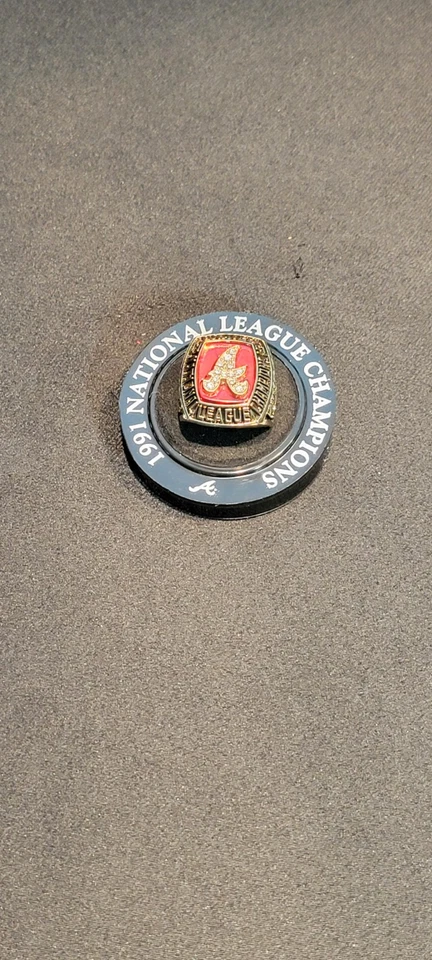 1991 NATIONAL LEAGUE CHAMPIONS
A
A
LEAGUE